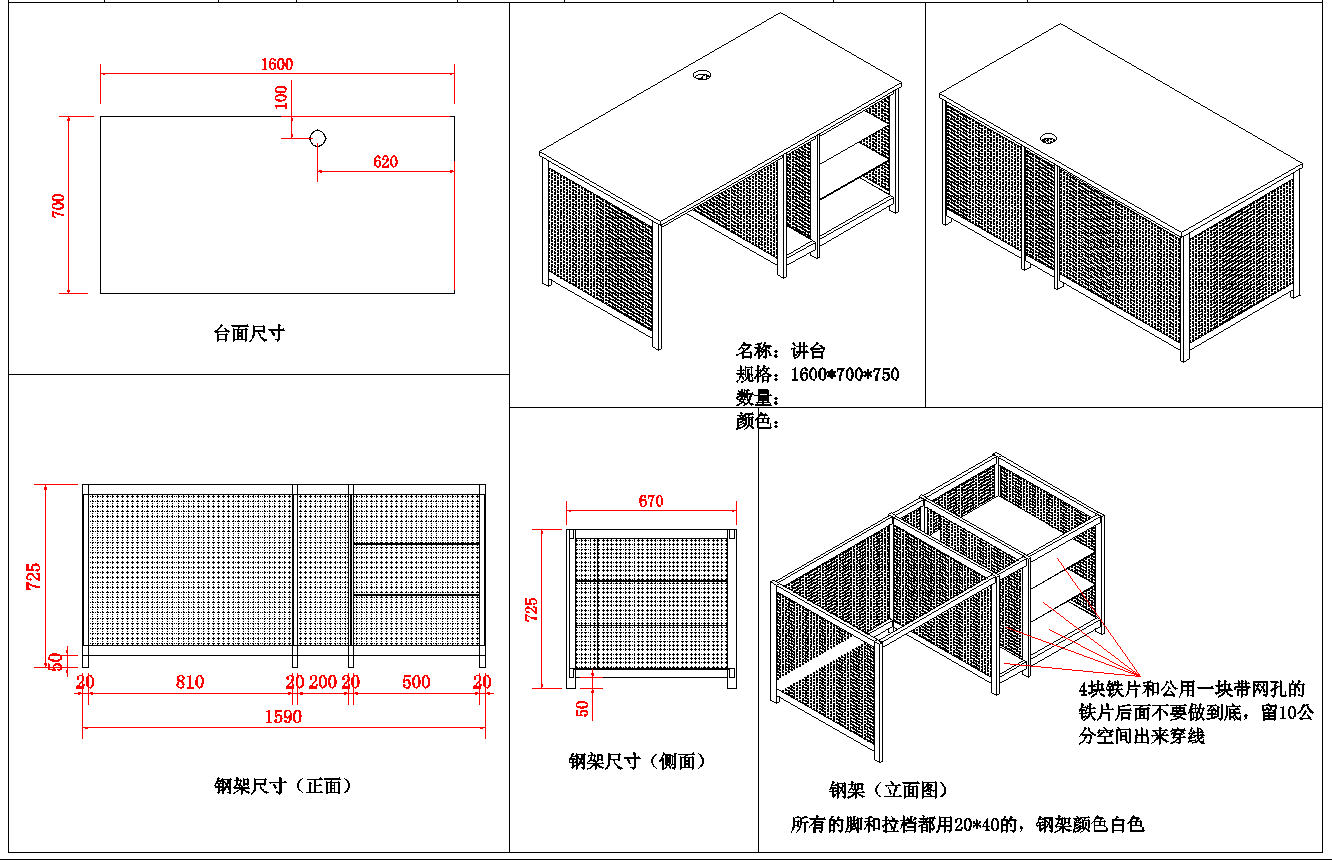 1600
100
620
700
台面尺寸
名称：讲台
规格：1600*700*750
数量：
颜色：
725
50
20 810 20 200 20 500 20
1590
钢架尺寸（正面）
670
725
50
钢架尺寸（侧面）
4块铁片和公用一块带网孔的
铁片后面不要做到底，留10公
分空间出来穿线
钢架（立面图）
所有的脚和拉档都用20*40的，钢架颜色白色